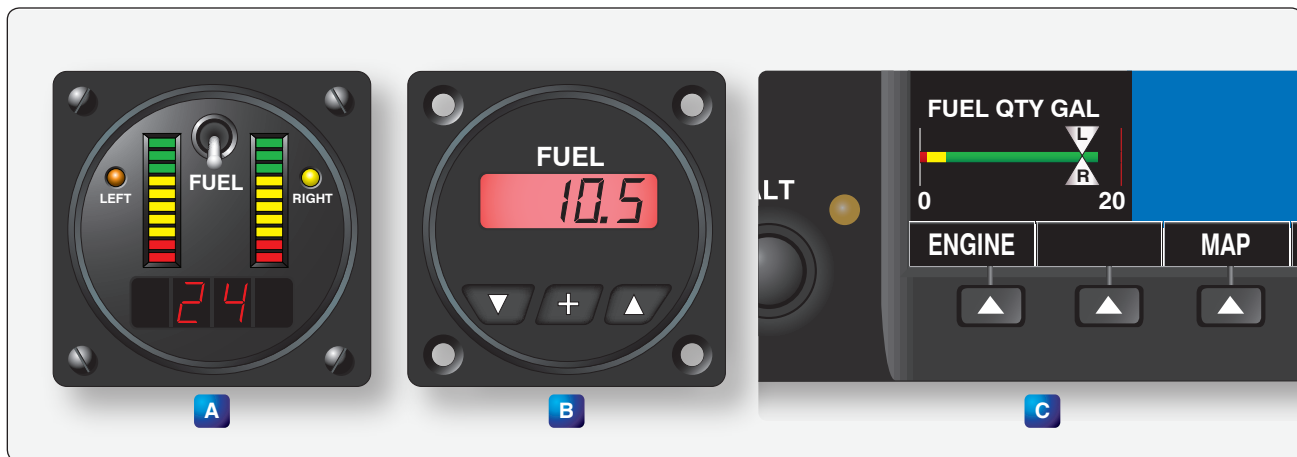 FUEL
LEFT
RIGHT
24
A
FUEL
10.5
+
B
FUEL QTY GAL
L
R
0 20
ALT
ENGINE MAP
C